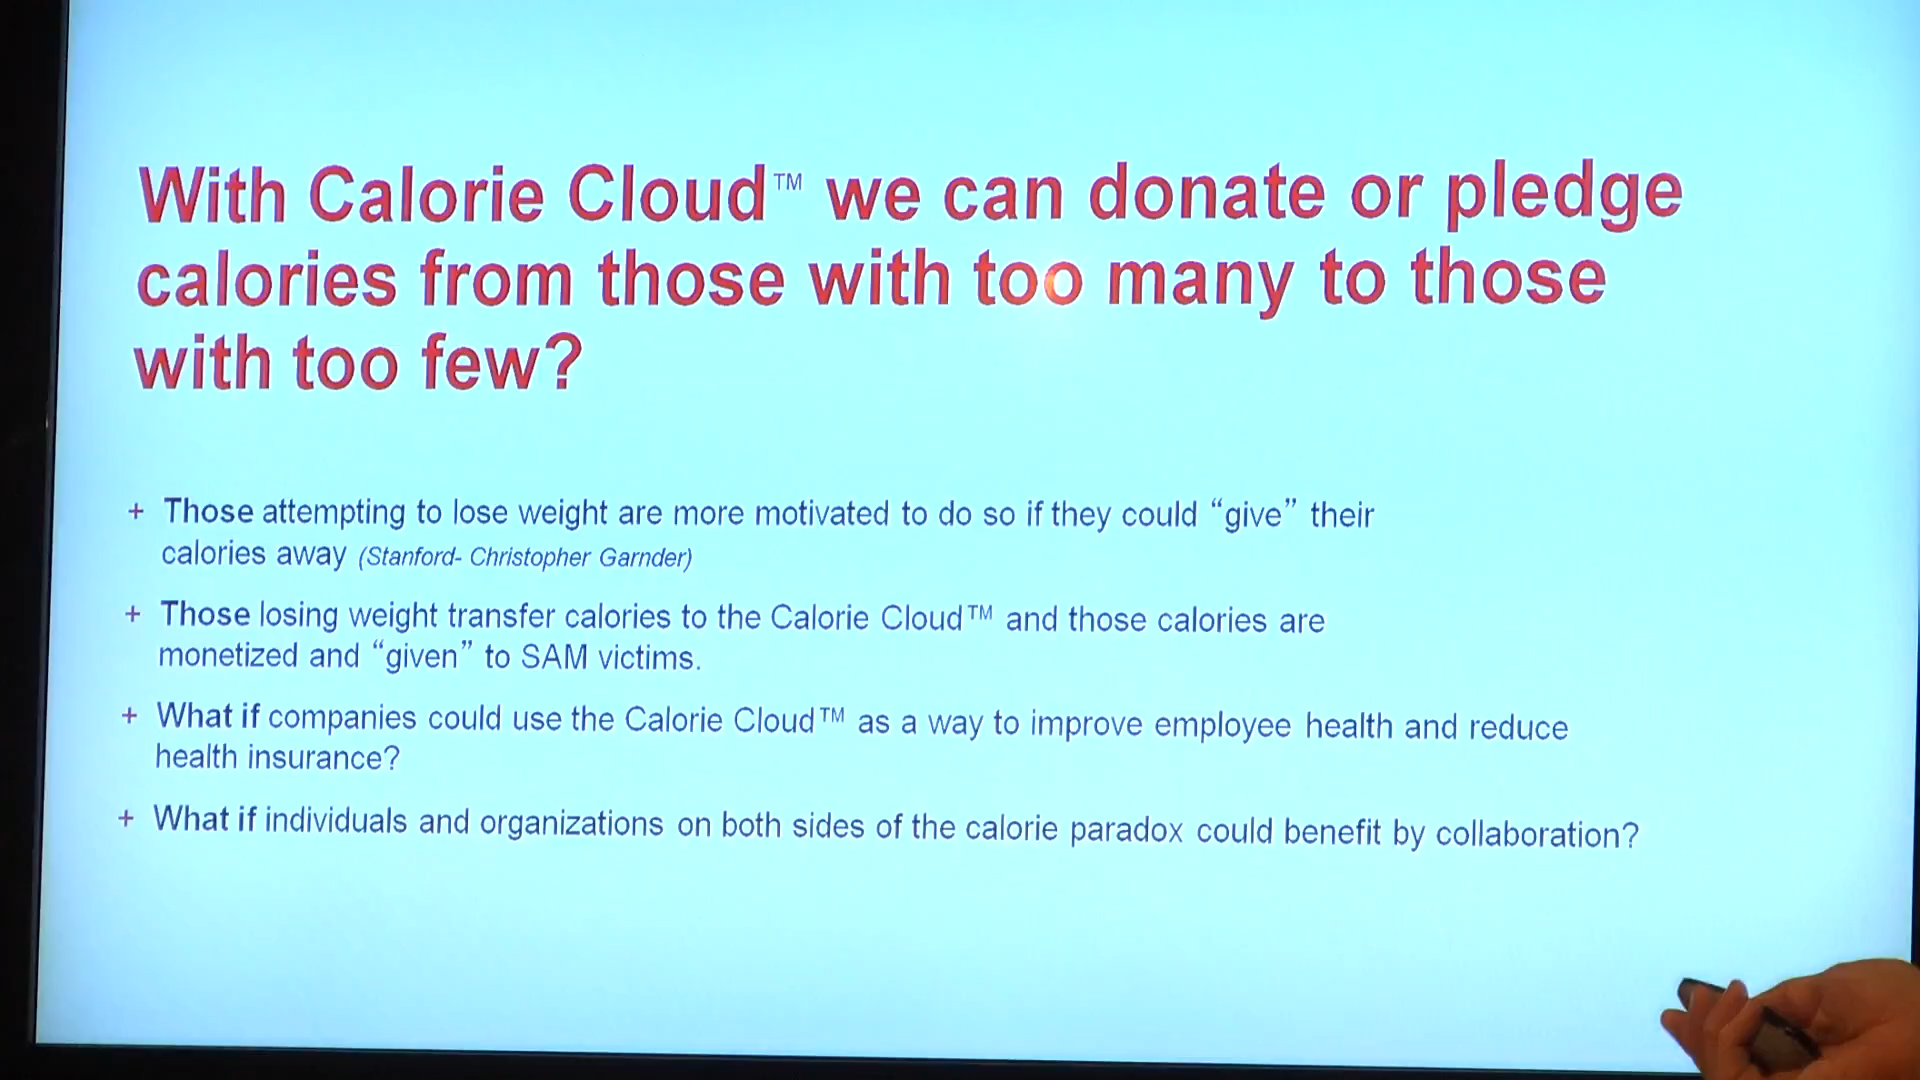 With Calorie Cloud™ we can donate or pledge
calories from those with too many to those
with too few?
+ Those attempting to lose weight are more motivated to do so if they could “give” their
calories away (Stanford- Christopher Garnder)
+ Those losing weight transfer calories to the Calorie Cloud™ and those calories are
monetized and “given” to SAM victims.
+ What if companies could use the Calorie Cloud™ as a way to improve employee health and reduce
health insurance?
+ What if individuals and organizations on both sides of the calorie paradox could benefit by collaboration?